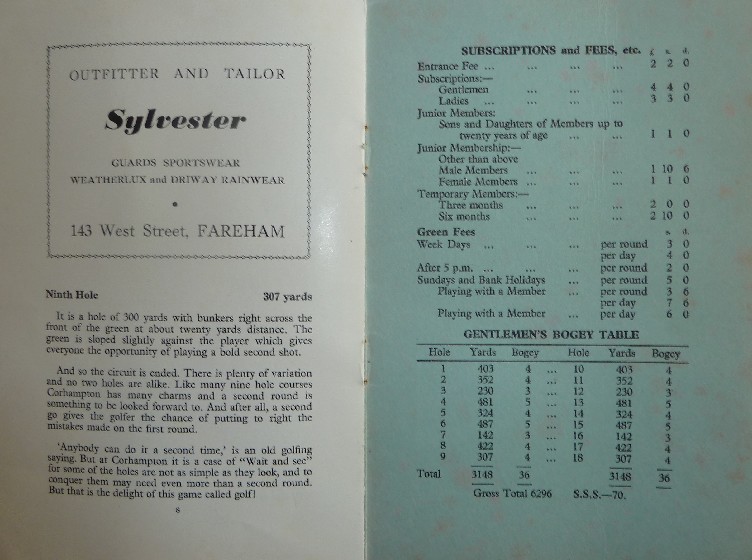 OUTFITTER AND TAILOR
Sylvester
GUARDS SPORTSWEAR
WEATHERLUX and DRIWAY RAINWEAR
•
143 West Street, FAREHAM
Ninth Hole 307 yards
It is a hole of 300 yards with bunkers right across the
front of the green at about twenty yards distance. The
green is sloped slightly against the player which gives
everyone the opportunity of playing a bold second shot.
And so the circuit is ended. There is plenty of variation
and no two holes are alike. Like many nine hole courses
Corhampton has many charms and a second round is
something to be looked forward to. And after all, a second
go gives the golfer the chance of putting to right the
mistakes made on the first round.
'Anybody can do it a second time,' is an old golfing
saying. But at Corhampton it is a case of "Wait and see"
for some of the holes are not as simple as they look, and to
conquer them may need even more than a second round.
But that is the delight of this game called golf!
8
SUBSCRIPTIONS and FEES, etc. £ s. d.
Entrance Fee ... ... ... ... 2 2 0
Subscriptions:—
Gentlemen ... ... ... 4 4 0
Ladies ... ... ... ... 3 3 0
Junior Members:
Sons and Daughters of Members up to
twenty years of age ... ... 1 1 0
Junior Membership:—
Other than above
Male Members ... ... ... 1 10 6
Female Members ... ... ... 1 1 0
Temporary Members:—
Three months ... ... ... 2 0 0
Six months ... ... ... 2 10 0
Green Fees s. d.
Week Days ... ... ... per round 3 0
per day 4 0
After 5 p.m. ... ... ... per round 2 0
Sundays and Bank Holidays ... per round 5 0
Playing with a Member ... per round 3 6
per day 7 6
Playing with a Member ... per day 6 0
GENTLEMEN'S BOGEY TABLE
Hole Yards Bogey Hole Yards Bogey
1 403 4 ... 10 403 4
2 352 4 ... 11 352 4
3 230 3 ... 12 230 3
4 481 5 ... 13 481 5
5 324 4 ... 14 324 4
6 487 5 ... 15 487 5
7 142 3 ... 16 142 3
8 422 4 ... 17 422 4
9 307 4 ... 18 307 4
Total 3148 36 3148 36
Gross Total 6296 S.S.S.—70.